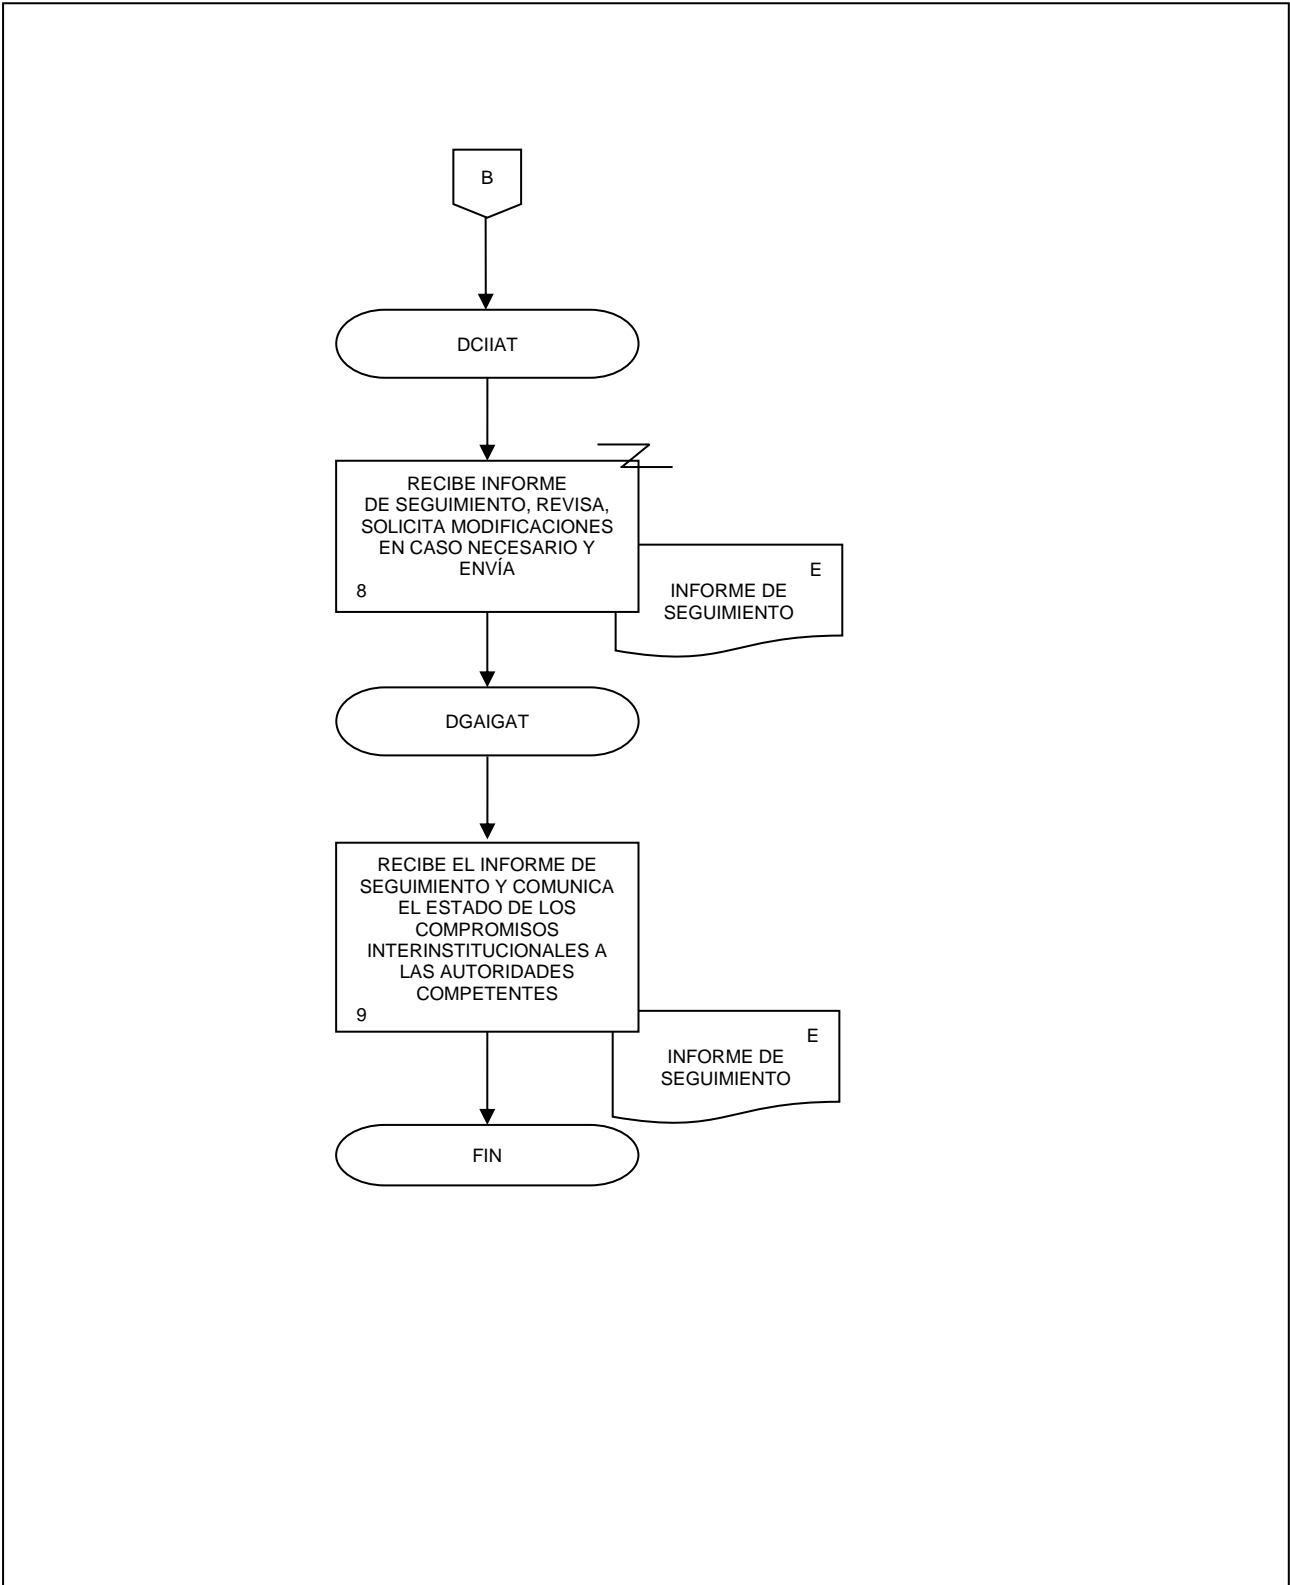 B
DCIIAT
RECIBE INFORME
DE SEGUIMIENTO, REVISA,
SOLICITA MODIFICACIONES
EN CASO NECESARIO Y
ENVÍA
8
E
INFORME DE
SEGUIMIENTO
DGAIGAT
RECIBE EL INFORME DE
SEGUIMIENTO Y COMUNICA
EL ESTADO DE LOS
COMPROMISOS
INTERINSTITUCIONALES A
LAS AUTORIDADES
COMPETENTES
9
E
INFORME DE
SEGUIMIENTO
FIN